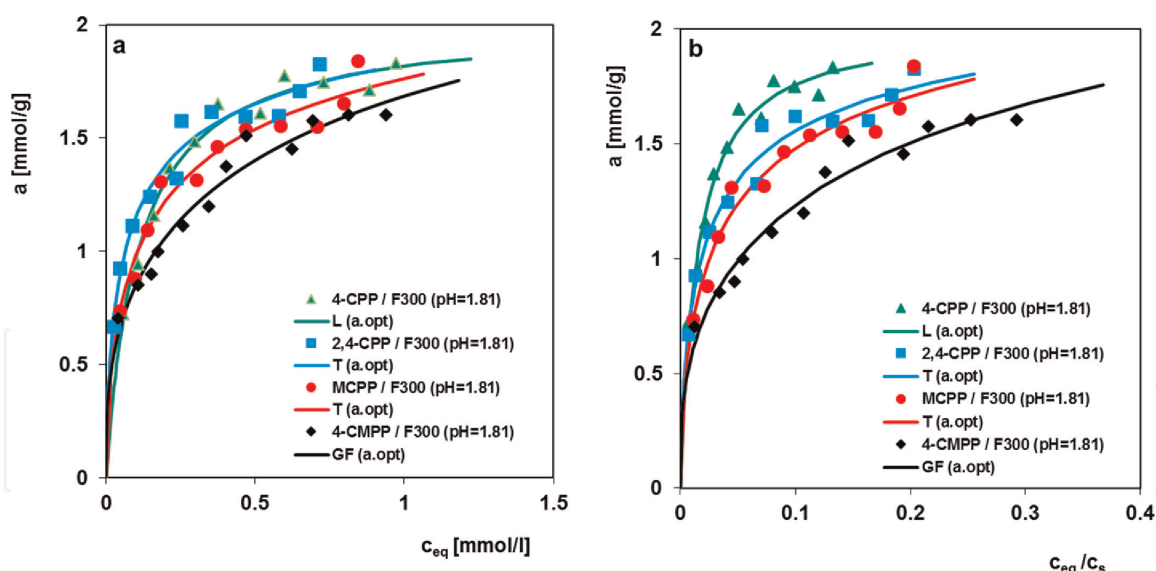 a
a [mmol/g]
2
1.5
1
0.5
0
0
0.5
1
1.5
c_eq [mmol/l]
4-CPP / F300 (pH=1.81)
L (a.opt)
2,4-CPP / F300 (pH=1.81)
T (a.opt)
MCPP / F300 (pH=1.81)
T (a.opt)
4-CMPP / F300 (pH=1.81)
GF (a.opt)
b
a [mmol/g]
2
1.5
1
0.5
0
0
0.1
0.2
0.3
0.4
c_eq /c_s
4-CPP / F300 (pH=1.81)
L (a.opt)
2,4-CPP / F300 (pH=1.81)
T (a.opt)
MCPP / F300 (pH=1.81)
T (a.opt)
4-CMPP / F300 (pH=1.81)
GF (a.opt)